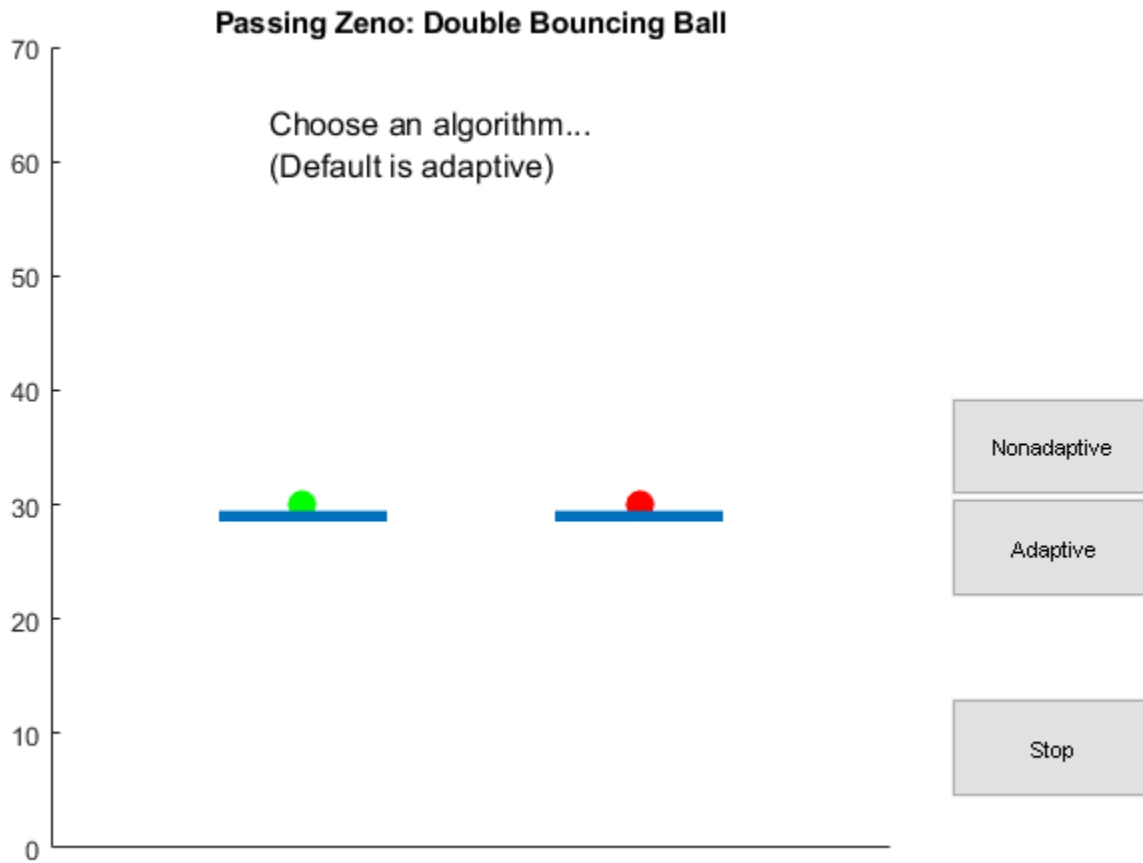 Passing Zeno: Double Bouncing Ball
70
Choose an algorithm...
(Default is adaptive)
60
50
40
Nonadaptive
30
Adaptive
20
10
Stop
0